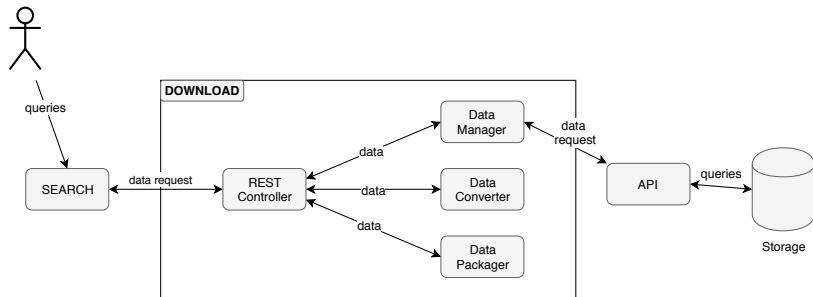 DOWNLOAD
queries
Data
Manager
data
request
data
SEARCH
data request
REST
Controller
data
Data
Converter
API
queries
data
Data
Packager
Storage